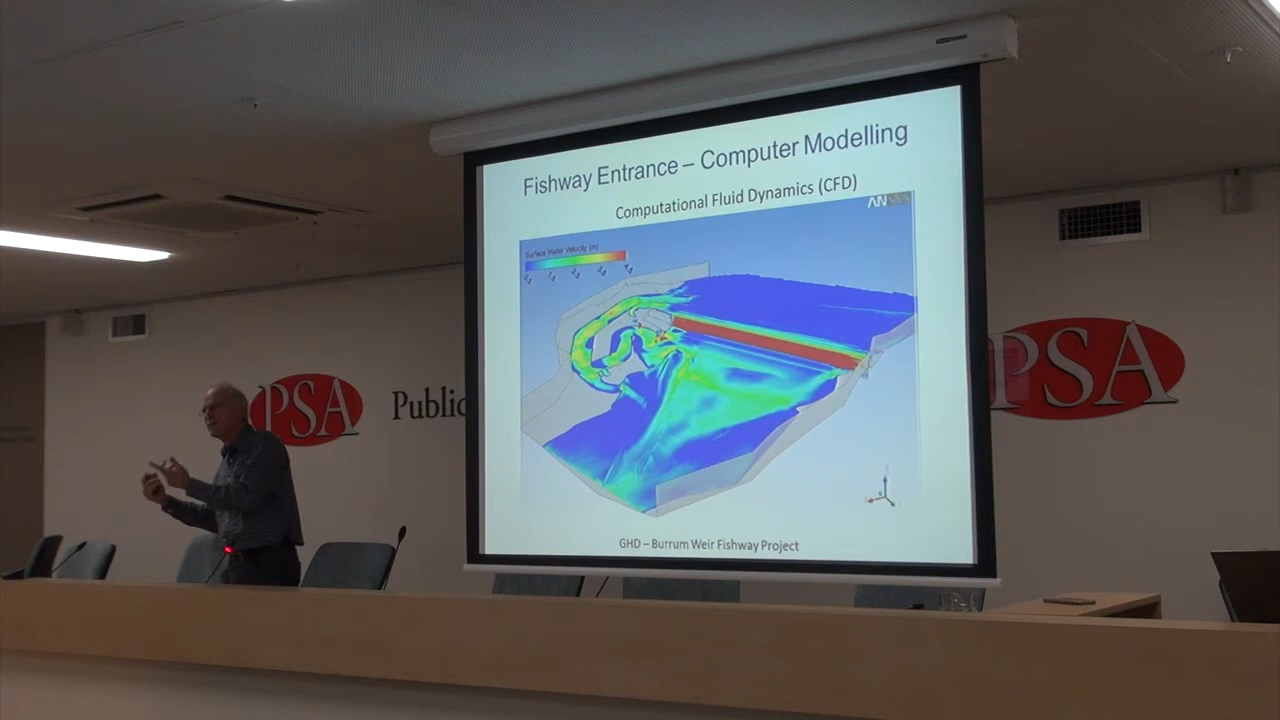 Fishway Entrance – Computer Modelling
Computational Fluid Dynamics (CFD)
Surface Water Velocity (m)
GHD – Burrum Weir Fishway Project
PSA
Public
PSA